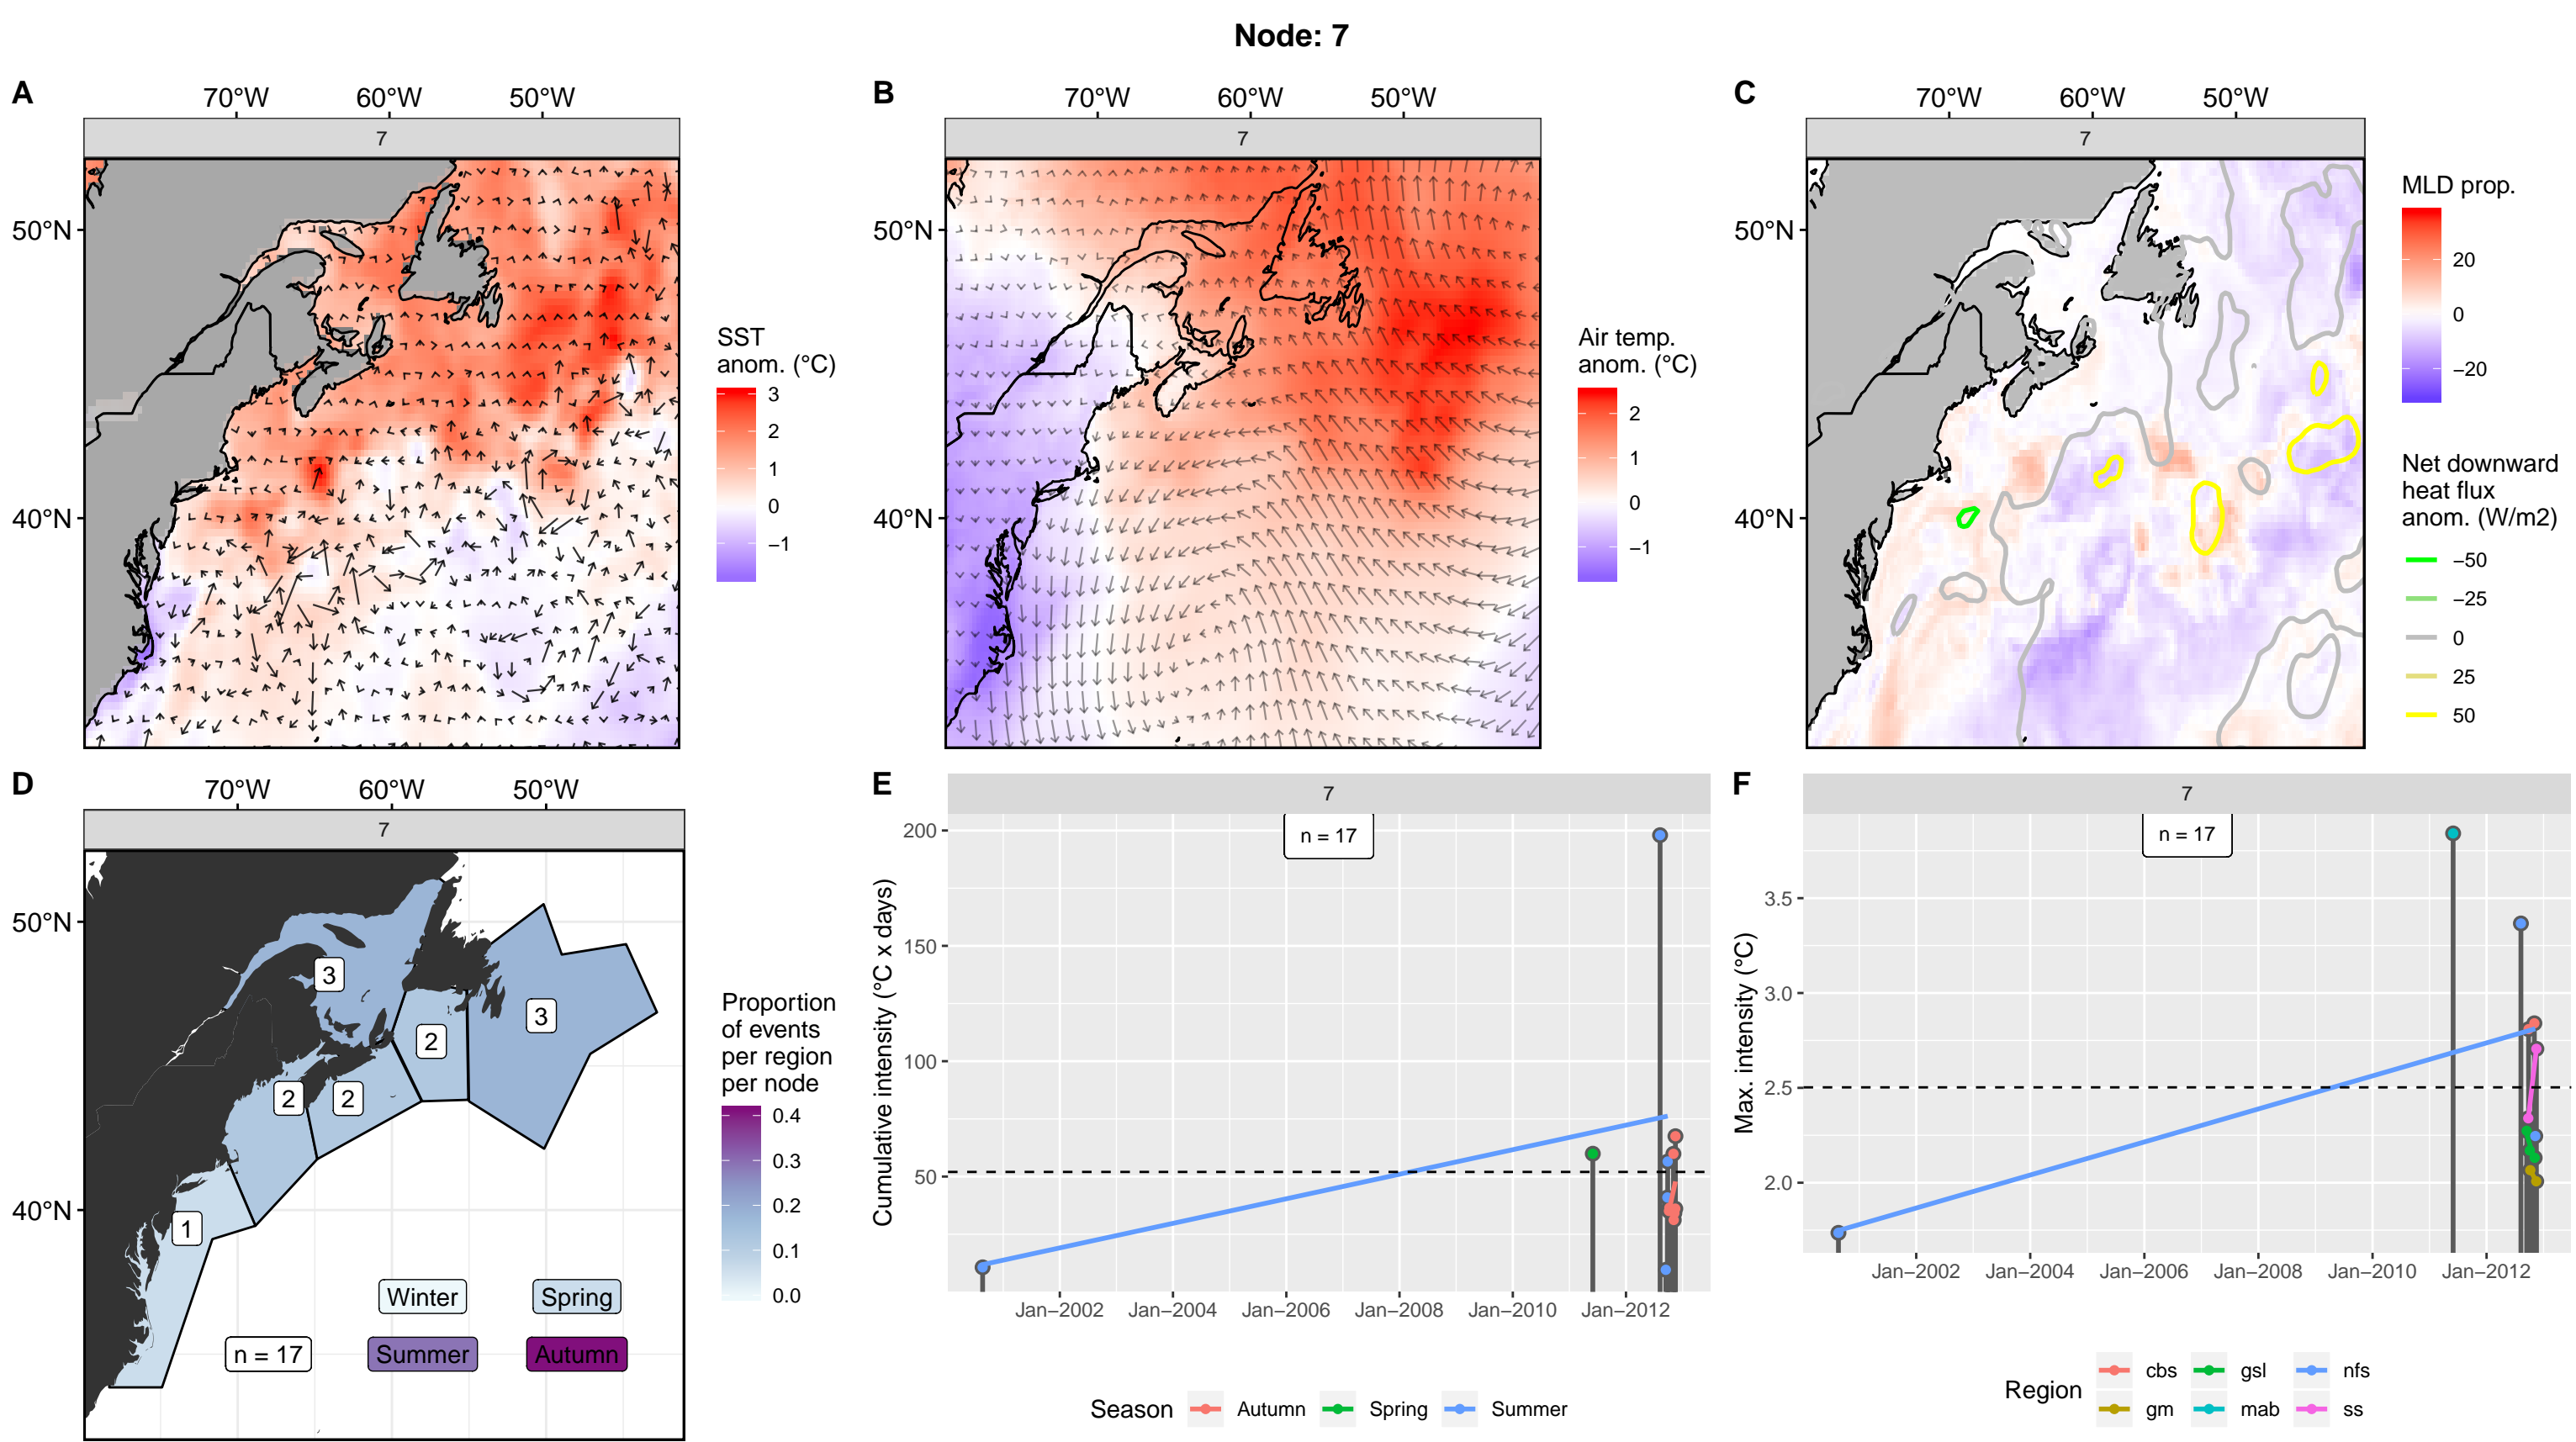 Node: 7
A
70°W 60°W 50°W
7
50°N
40°N
SST
anom. (°C)
3
2
1
0
−1
B
70°W 60°W 50°W
7
50°N
40°N
Air temp.
anom. (°C)
2
1
0
−1
C
70°W 60°W 50°W
7
50°N
40°N
MLD prop.
20
0
−20
Net downward
heat flux
anom. (W/m2)
−50
−25
0
25
50
D
70°W 60°W 50°W
7
50°N
40°N
3
3
2
2
2
1
Winter
Spring
n = 17
Summer
Autumn
Proportion
of events
per region
per node
0.4
0.3
0.2
0.1
0.0
E
7
n = 17
Cumulative intensity (°C x days)
200
150
100
50
Jan−2002 Jan−2004 Jan−2006 Jan−2008 Jan−2010 Jan−2012
Season Autumn Spring Summer
F
7
n = 17
Max. intensity (°C)
3.5
3.0
2.5
2.0
Jan−2002 Jan−2004 Jan−2006 Jan−2008 Jan−2010 Jan−2012
Region
cbs gsl nfs
gm mab ss